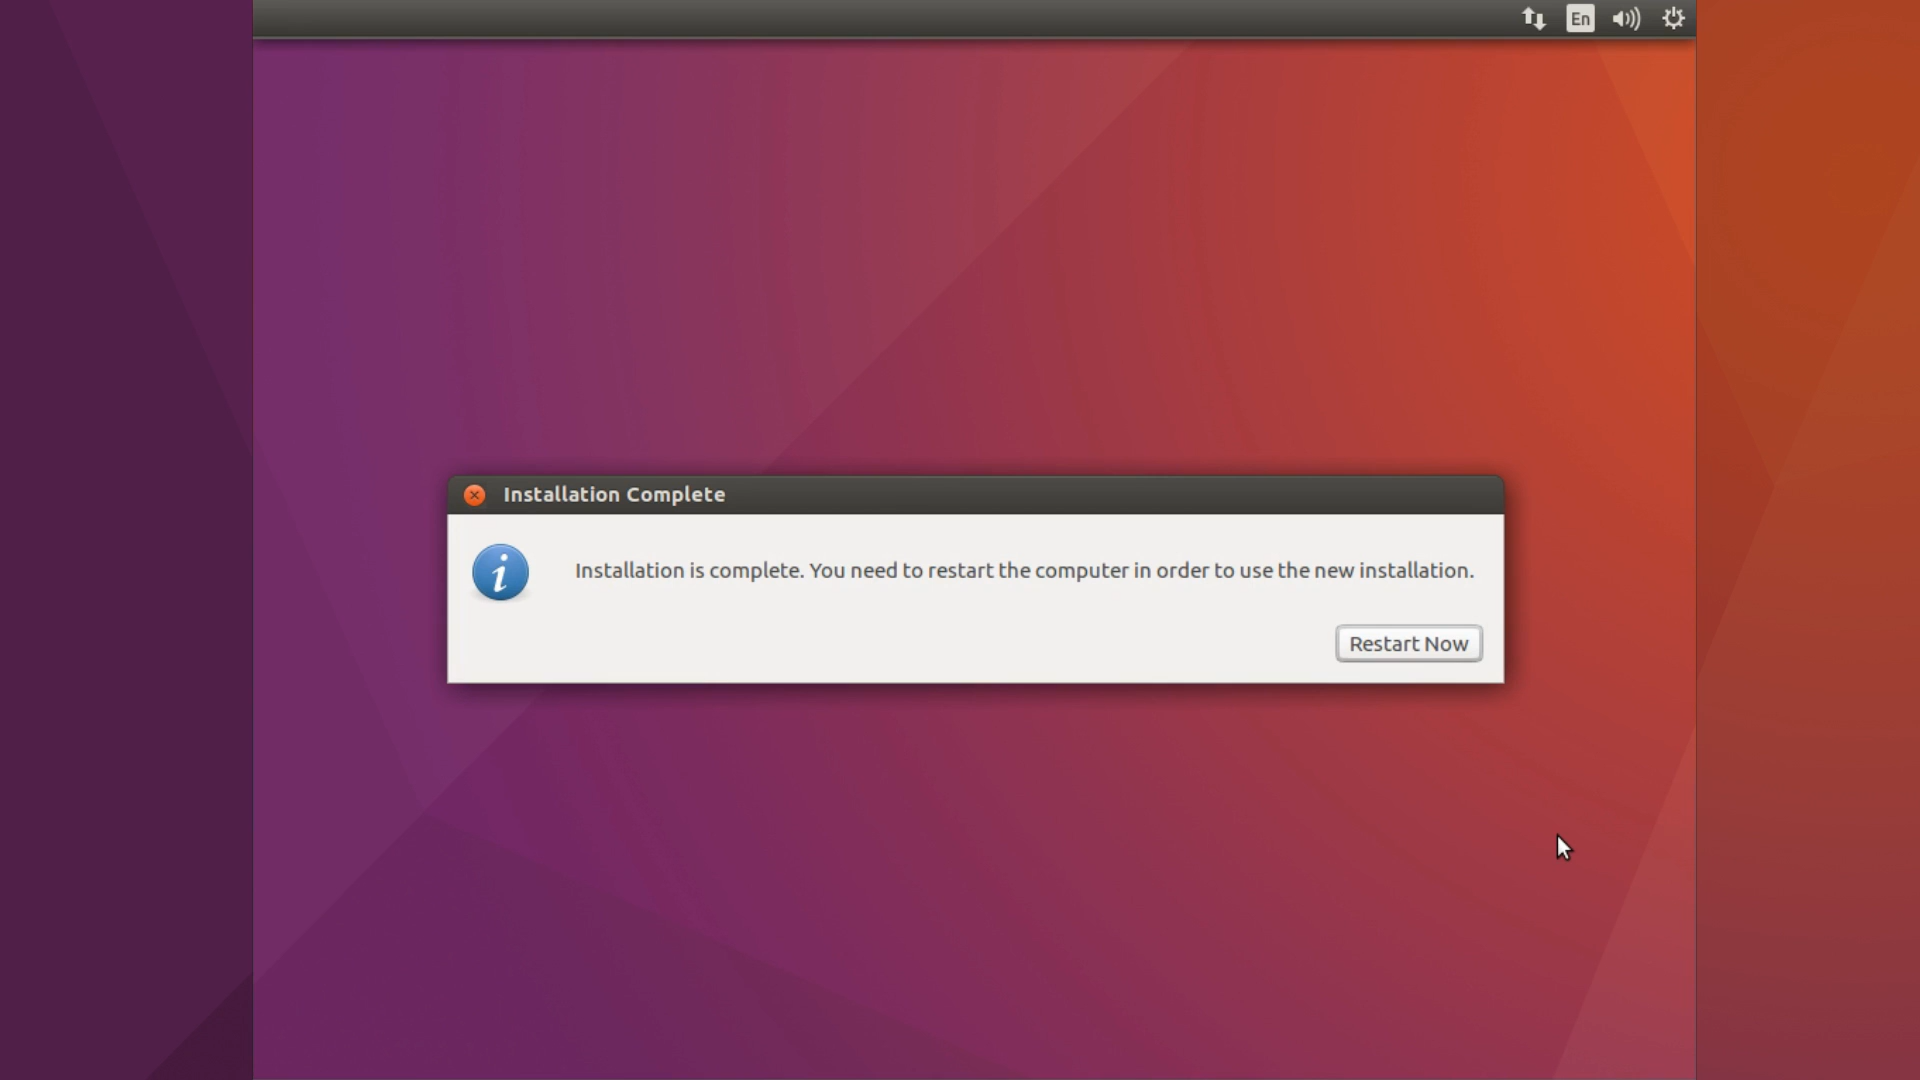 En
Installation Complete
Installation is complete. You need to restart the computer in order to use the new installation.
Restart Now